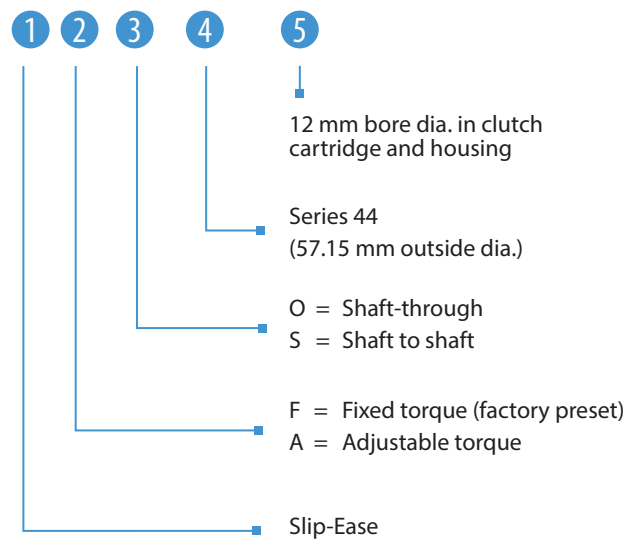 1 2 3 4 5
12 mm bore dia. in clutch
cartridge and housing
Series 44
(57.15 mm outside dia.)
O = Shaft-through
S = Shaft to shaft
F = Fixed torque (factory preset)
A = Adjustable torque
Slip-Ease